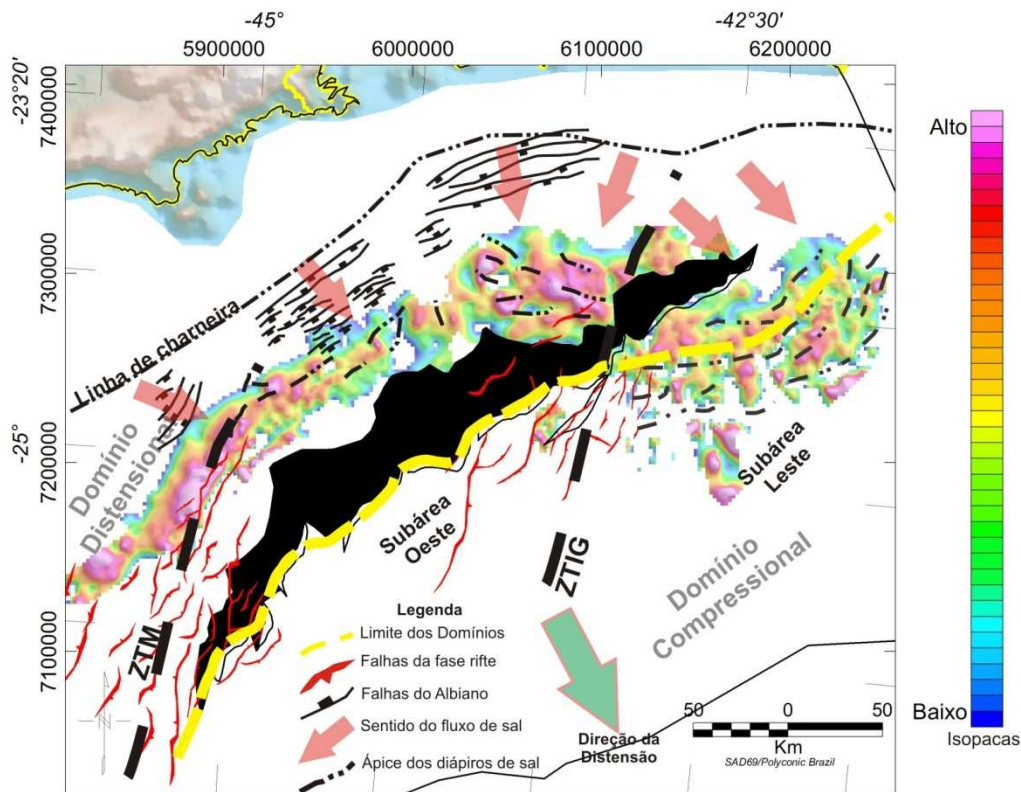 -45°
-42°30'
5900000
6000000
6100000
6200000
-23°20'
7400000
7300000
-25°
7200000
7100000
Alto
Baixo
Isopacas
Linha de charneira
Domínio
Distensional
Subárea
Oeste
Subárea
Leste
Domínio
Compressional
ZTIG
ZTM
Legenda
Limite dos Domínios
Falhas da fase rifte
Falhas do Albiano
Sentido do fluxo de sal
Ápice dos diápiros de sal
Direção da
Distensão
50 0 50
Km
SAD69/Polyconic Brazil
N